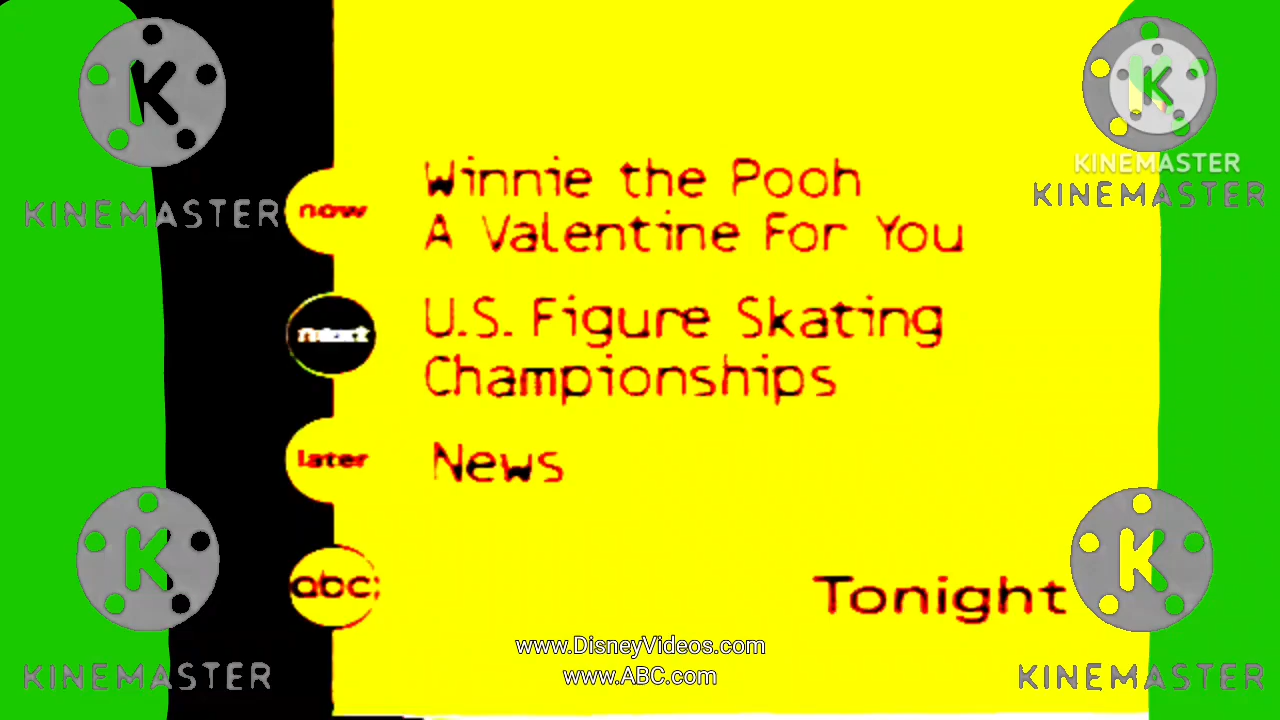 KINEMASTER
KINEMASTER
KINEMASTER
now
Winnie the Pooh
A Valentine For You
next
U.S. Figure Skating
Championships
later
News
abc;
Tonight
www.DisneyVideos.com
www.ABC.com
KINEMASTER
KINEMASTER